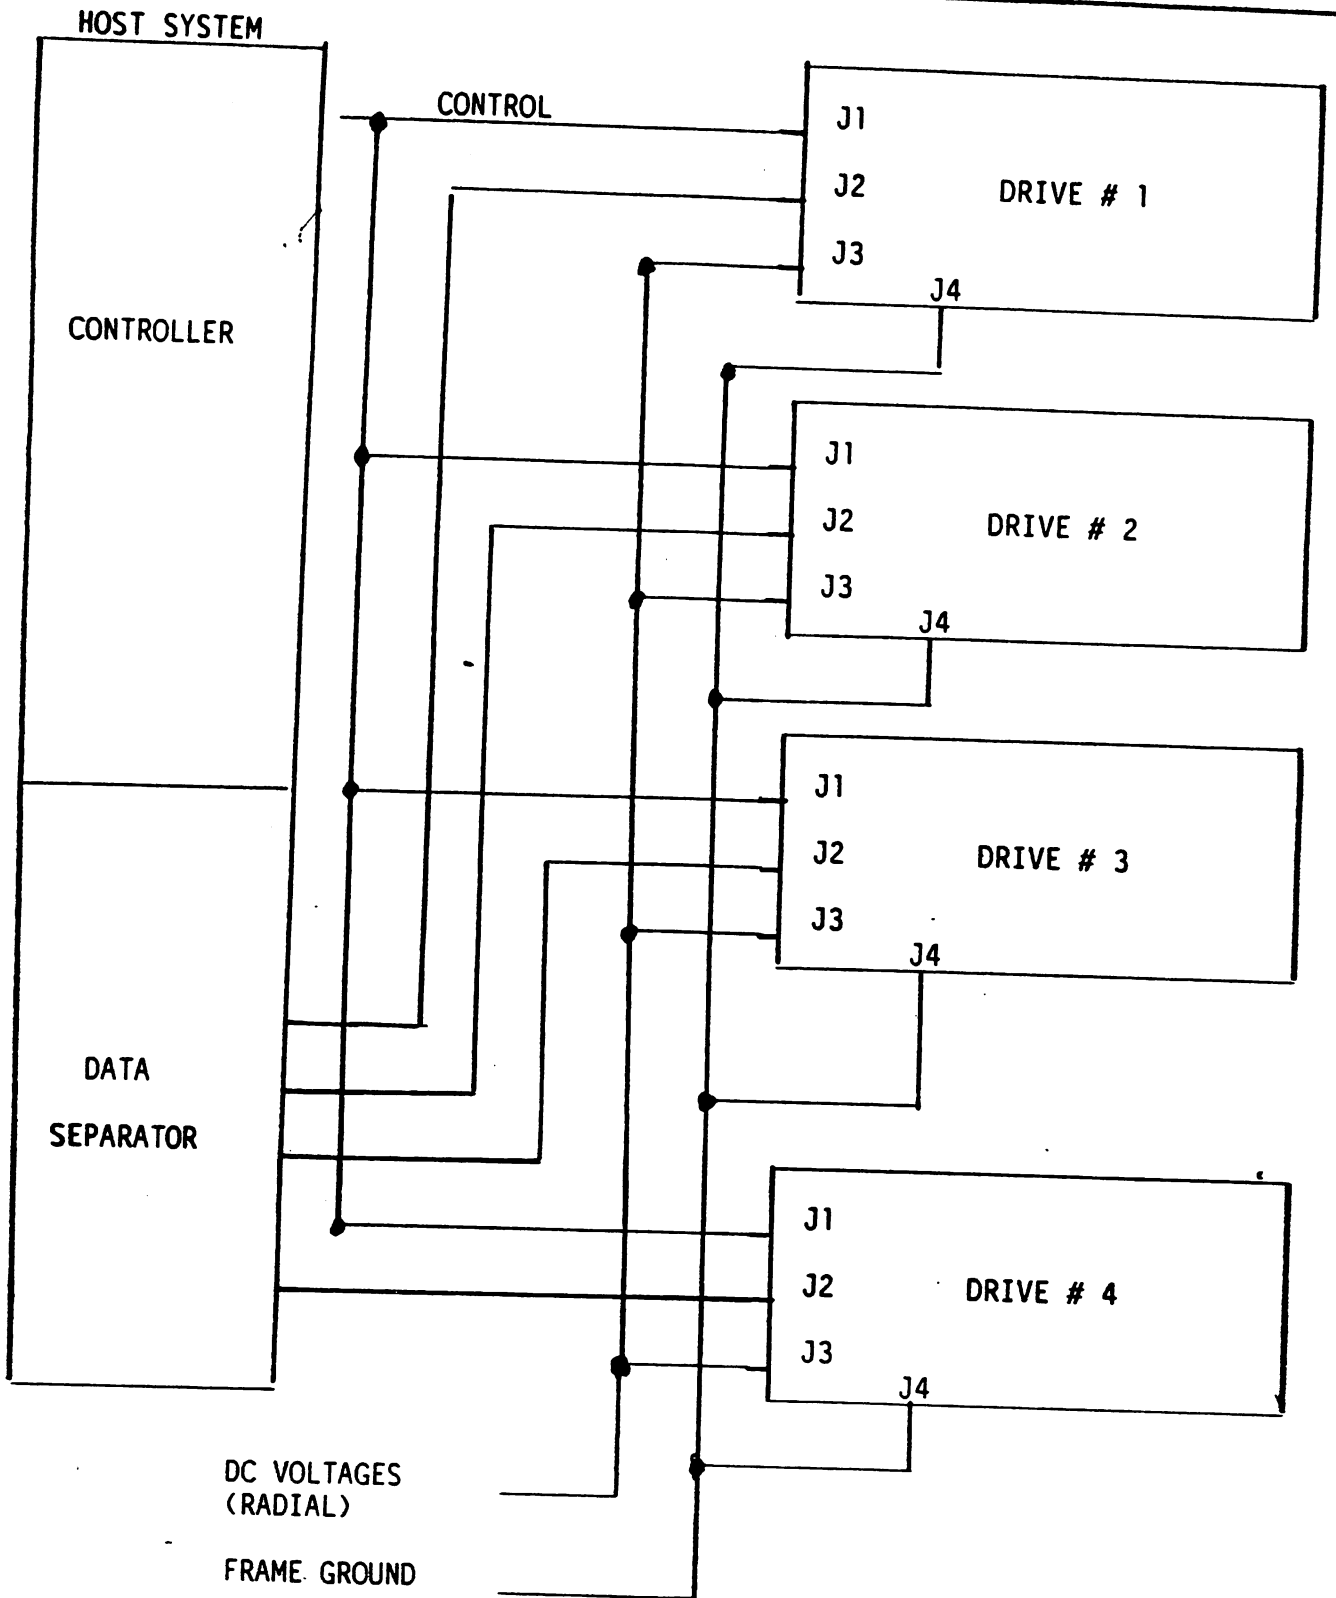 HOST SYSTEM
CONTROL
CONTROLLER
DATA
SEPARATOR
J1
J2
J3
J4
DRIVE # 1
J1
J2
J3
J4
DRIVE # 2
J1
J2
J3
J4
DRIVE # 3
J1
J2
J3
J4
DRIVE # 4
DC VOLTAGES
(RADIAL)
FRAME GROUND